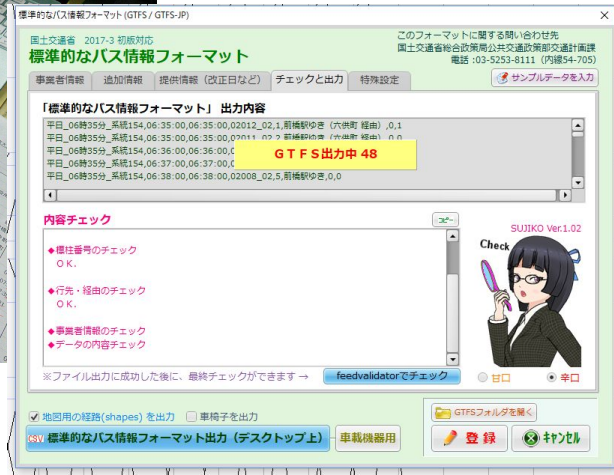 標準的なバス情報フォーマット (GTFS / GTFS-JP)
国土交通省 2017-3 初版対応
標準的なバス情報フォーマット
このフォーマットに関する問い合わせ先
国土交通省総合政策局公共交通政策部交通計画課
電話 :03-5253-8111 (内線54-705)
事業者情報 追加情報 提供情報 (改正日など) チェックと出力 特殊設定
サンプルデータを入力
「標準的なバス情報フォーマット」 出力内容
平日_06時35分_系統154,06:35:00,06:35:00,02012_02,1,前橋駅ゆき (六供町 経由) ,0,1
平日_06時35分_系統154,06:35:00,06:35:00,02011_02,2,前橋駅ゆき (六供町 経由) ,0,0
平日_06時35分_系統154,06:36:00,06:36:00,0
平日_06時35分_系統154,06:37:00,06:37:00,0
平日_06時35分_系統154,06:38:00,06:38:00,02008_02,5,前橋駅ゆき,0,0
GTFS出力中 48
内容チェック
コピー
◆標柱番号のチェック
OK.
◆行先・経由のチェック
OK.
◆事業者情報のチェック
◆データの内容チェック
SUJIKO Ver.1.02
Check
※ファイル出力に成功した後に、最終チェックができます→
feedvalidatorでチェック
甘口 辛口
地図用の経路(shapes) を出力 車椅子を出力
GTFSフォルダを開く
CSV 標準的なバス情報フォーマット出力 (デスクトップ上)
車載機器用
登 録
キャンセル